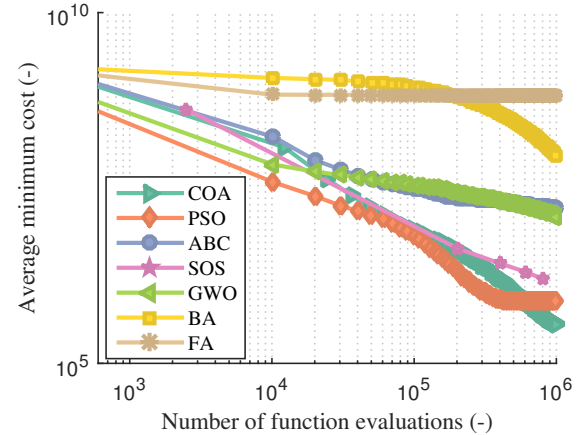 10^10
Average minimum cost (-)
COA
PSO
ABC
SOS
GWO
BA
FA
10^5
10^3 10^4 10^5 10^6
Number of function evaluations (-)